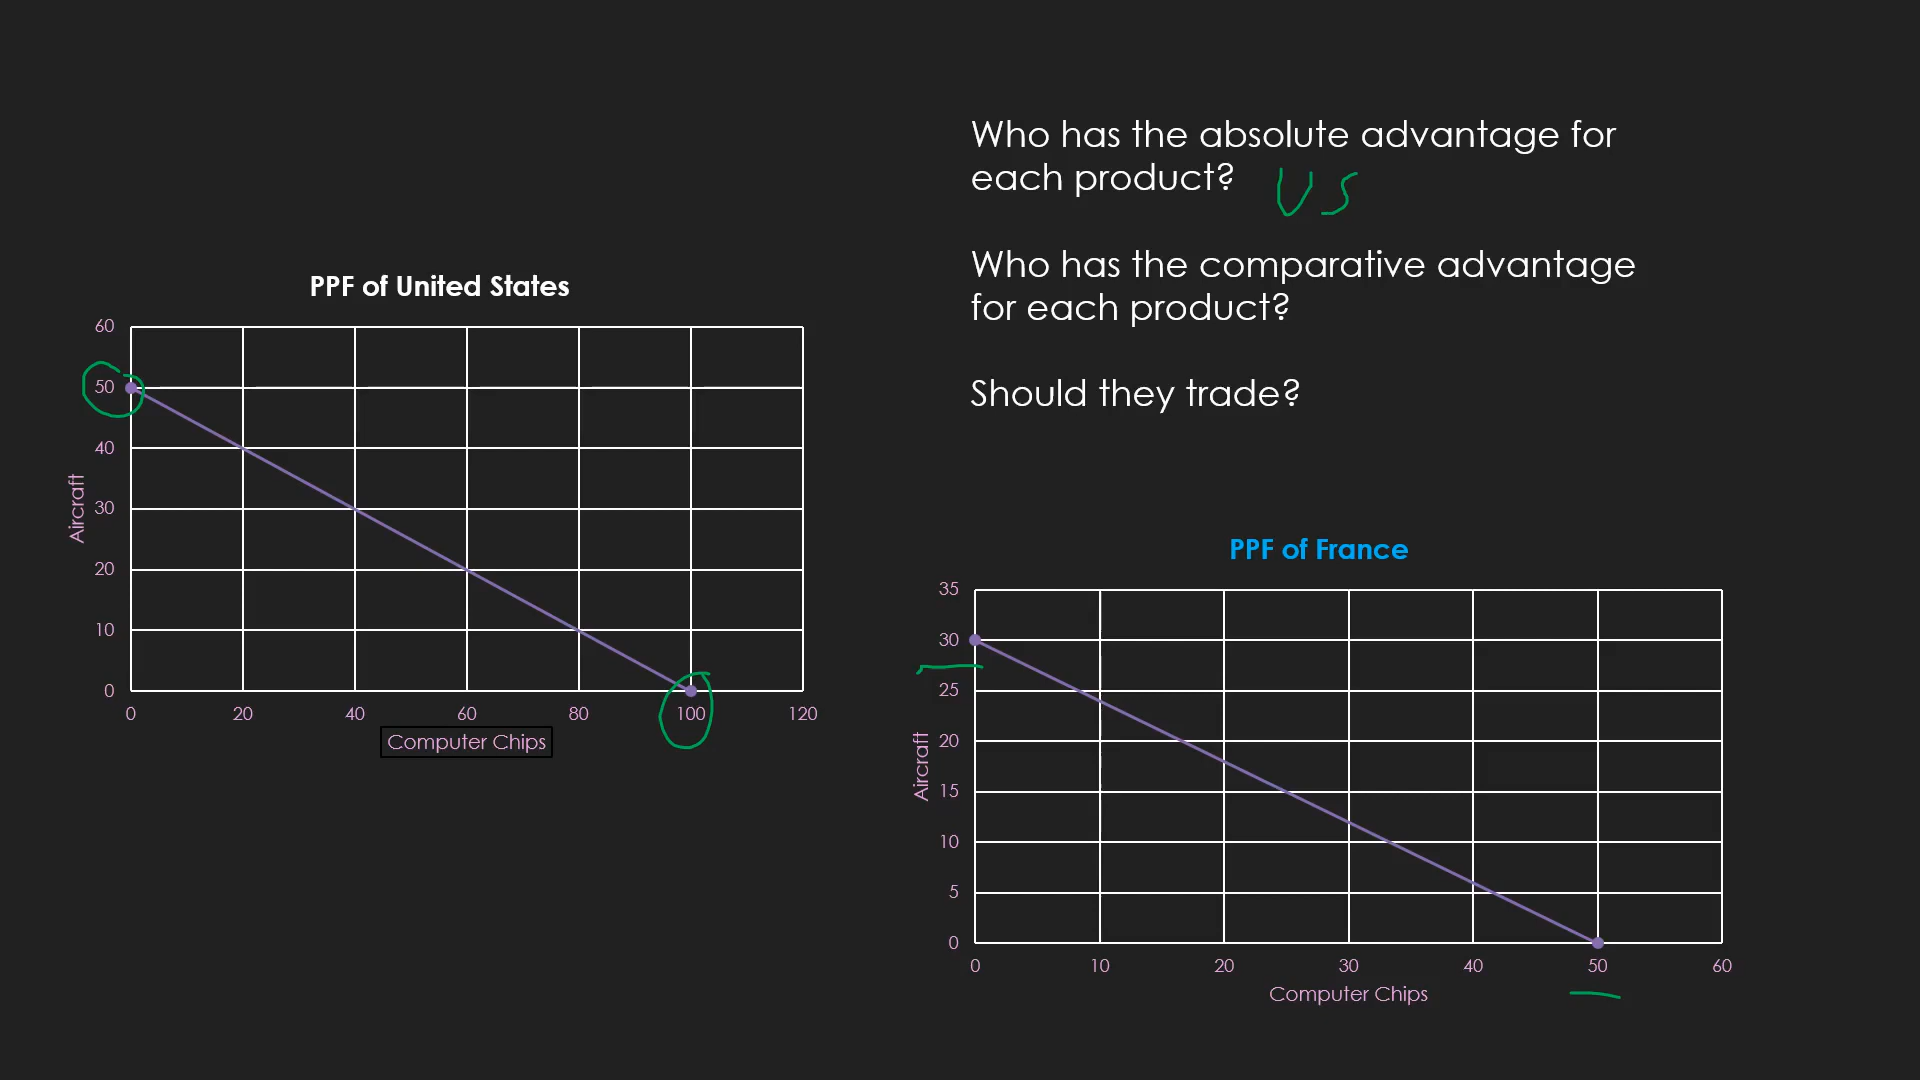 Who has the absolute advantage for
each product? US
Who has the comparative advantage
for each product?
Should they trade?
PPF of United States
60
50
40
30
20
10
0
0 20 40 60 80 100 120
Aircraft
Computer Chips
PPF of France
35
30
25
20
15
10
5
0
0 10 20 30 40 50 60
Aircraft
Computer Chips